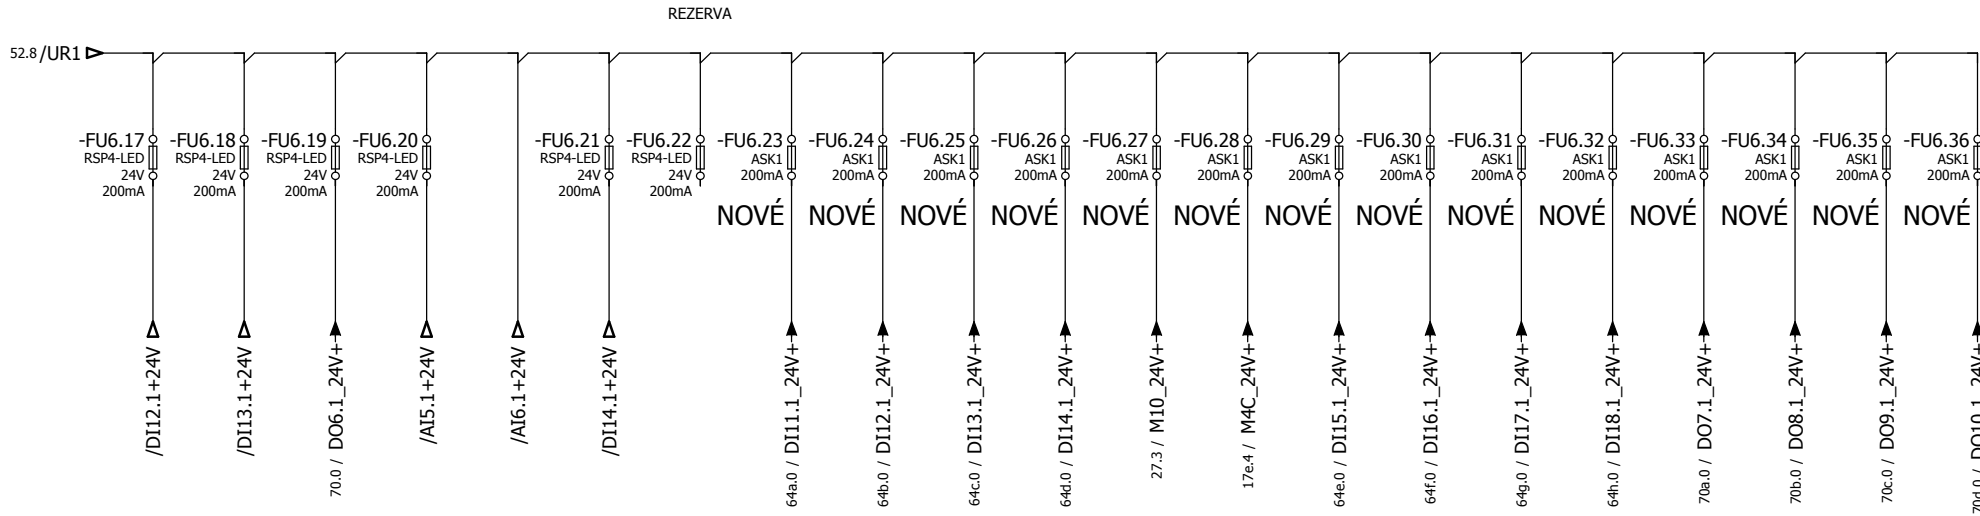 REZERVA
52.8 /UR1
-FU6.17
RSP4-LED
24V
200mA
-FU6.18
RSP4-LED
24V
200mA
-FU6.19
RSP4-LED
24V
200mA
-FU6.20
RSP4-LED
24V
200mA
-FU6.21
RSP4-LED
24V
200mA
-FU6.22
RSP4-LED
24V
200mA
-FU6.23
ASK1
200mA
NOVÉ
-FU6.24
ASK1
200mA
NOVÉ
-FU6.25
ASK1
200mA
NOVÉ
-FU6.26
ASK1
200mA
NOVÉ
-FU6.27
ASK1
200mA
NOVÉ
-FU6.28
ASK1
200mA
NOVÉ
-FU6.29
ASK1
200mA
NOVÉ
-FU6.30
ASK1
200mA
NOVÉ
-FU6.31
ASK1
200mA
NOVÉ
-FU6.32
ASK1
200mA
NOVÉ
-FU6.33
ASK1
200mA
NOVÉ
-FU6.34
ASK1
200mA
NOVÉ
-FU6.35
ASK1
200mA
NOVÉ
-FU6.36
ASK1
200mA
NOVÉ
/DI12.1+24V
/DI13.1+24V
70.0 / DO6.1_24V+
/AI5.1+24V
/AI6.1+24V
/DI14.1+24V
64a.0 / DI11.1_24V+
64b.0 / DI12.1_24V+
64c.0 / DI13.1_24V+
64d.0 / DI14.1_24V+
27.3 / M10_24V+
17e.4 / M4C_24V+
64e.0 / DI15.1_24V+
64f.0 / DI16.1_24V+
64g.0 / DI17.1_24V+
64h.0 / DI18.1_24V+
70a.0 / DO7.1_24V+
70b.0 / DO8.1_24V+
70c.0 / DO9.1_24V+
70d.0 / DO10.1_24V+